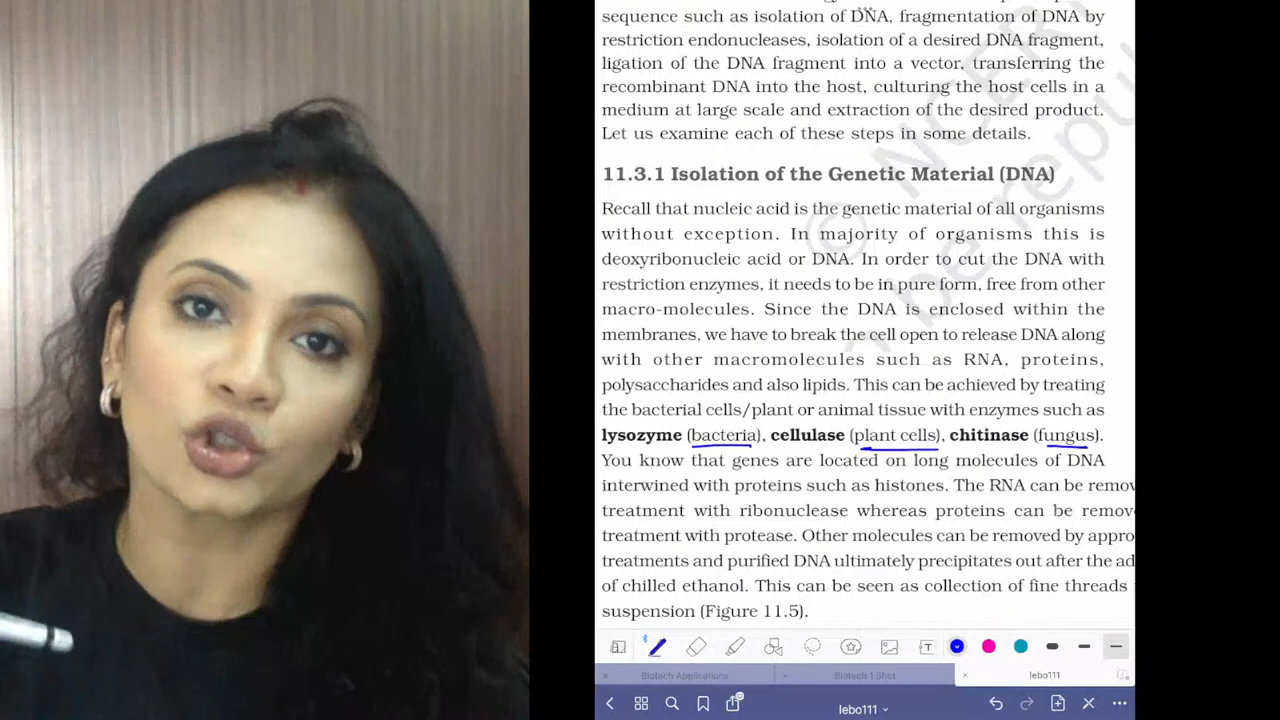 sequence such as isolation of DNA, fragmentation of DNA by
restriction endonucleases, isolation of a desired DNA fragment,
ligation of the DNA fragment into a vector, transferring the
recombinant DNA into the host, culturing the host cells in a
medium at large scale and extraction of the desired product.
Let us examine each of these steps in some details.
11.3.1 Isolation of the Genetic Material (DNA)
Recall that nucleic acid is the genetic material of all organisms
without exception. In majority of organisms this is
deoxyribonucleic acid or DNA. In order to cut the DNA with
restriction enzymes, it needs to be in pure form, free from other
macro-molecules. Since the DNA is enclosed within the
membranes, we have to break the cell open to release DNA along
with other macromolecules such as RNA, proteins,
polysaccharides and also lipids. This can be achieved by treating
the bacterial cells/plant or animal tissue with enzymes such as
lysozyme (bacteria), cellulase (plant cells), chitinase (fungus).
You know that genes are located on long molecules of DNA
interwined with proteins such as histones. The RNA can be remov
treatment with ribonuclease whereas proteins can be remov
treatment with protease. Other molecules can be removed by appro
treatments and purified DNA ultimately precipitates out after the ad
of chilled ethanol. This can be seen as collection of fine threads
suspension (Figure 11.5).
© NCER
be repu
T
Biotech Applications
Biotech 1 Shot
lebo111
lebo111